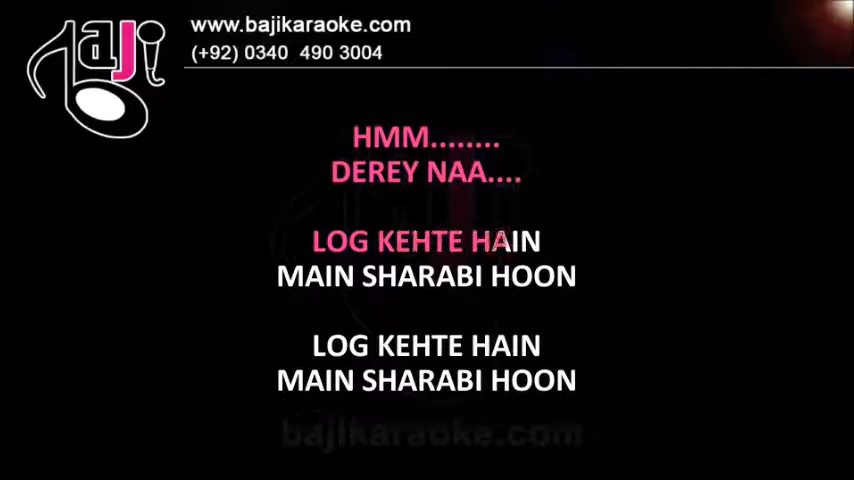 www.bajikaraoke.com
(+92) 0340 490 3004
BAJI
HMM........
DEREY NAA....
LOG KEHTE HAIN
MAIN SHARABI HOON
LOG KEHTE HAIN
MAIN SHARABI HOON
bajikaraoke.com